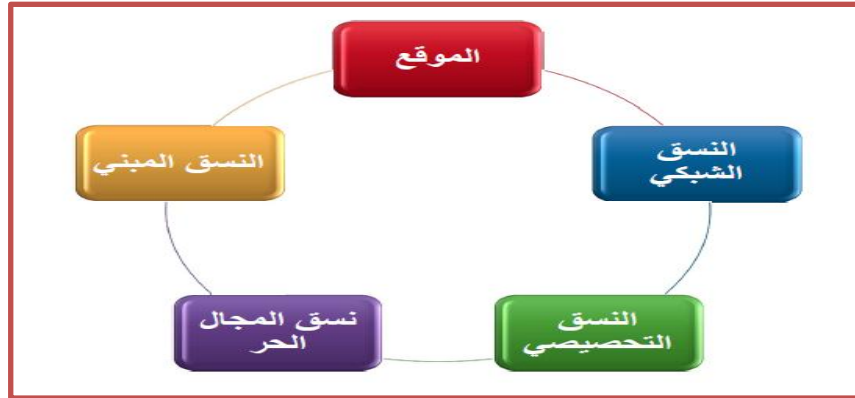 الموقع
النسق
الشبكي
النسق
التحصيصي
نسق المجال
الحر
النسق المبني